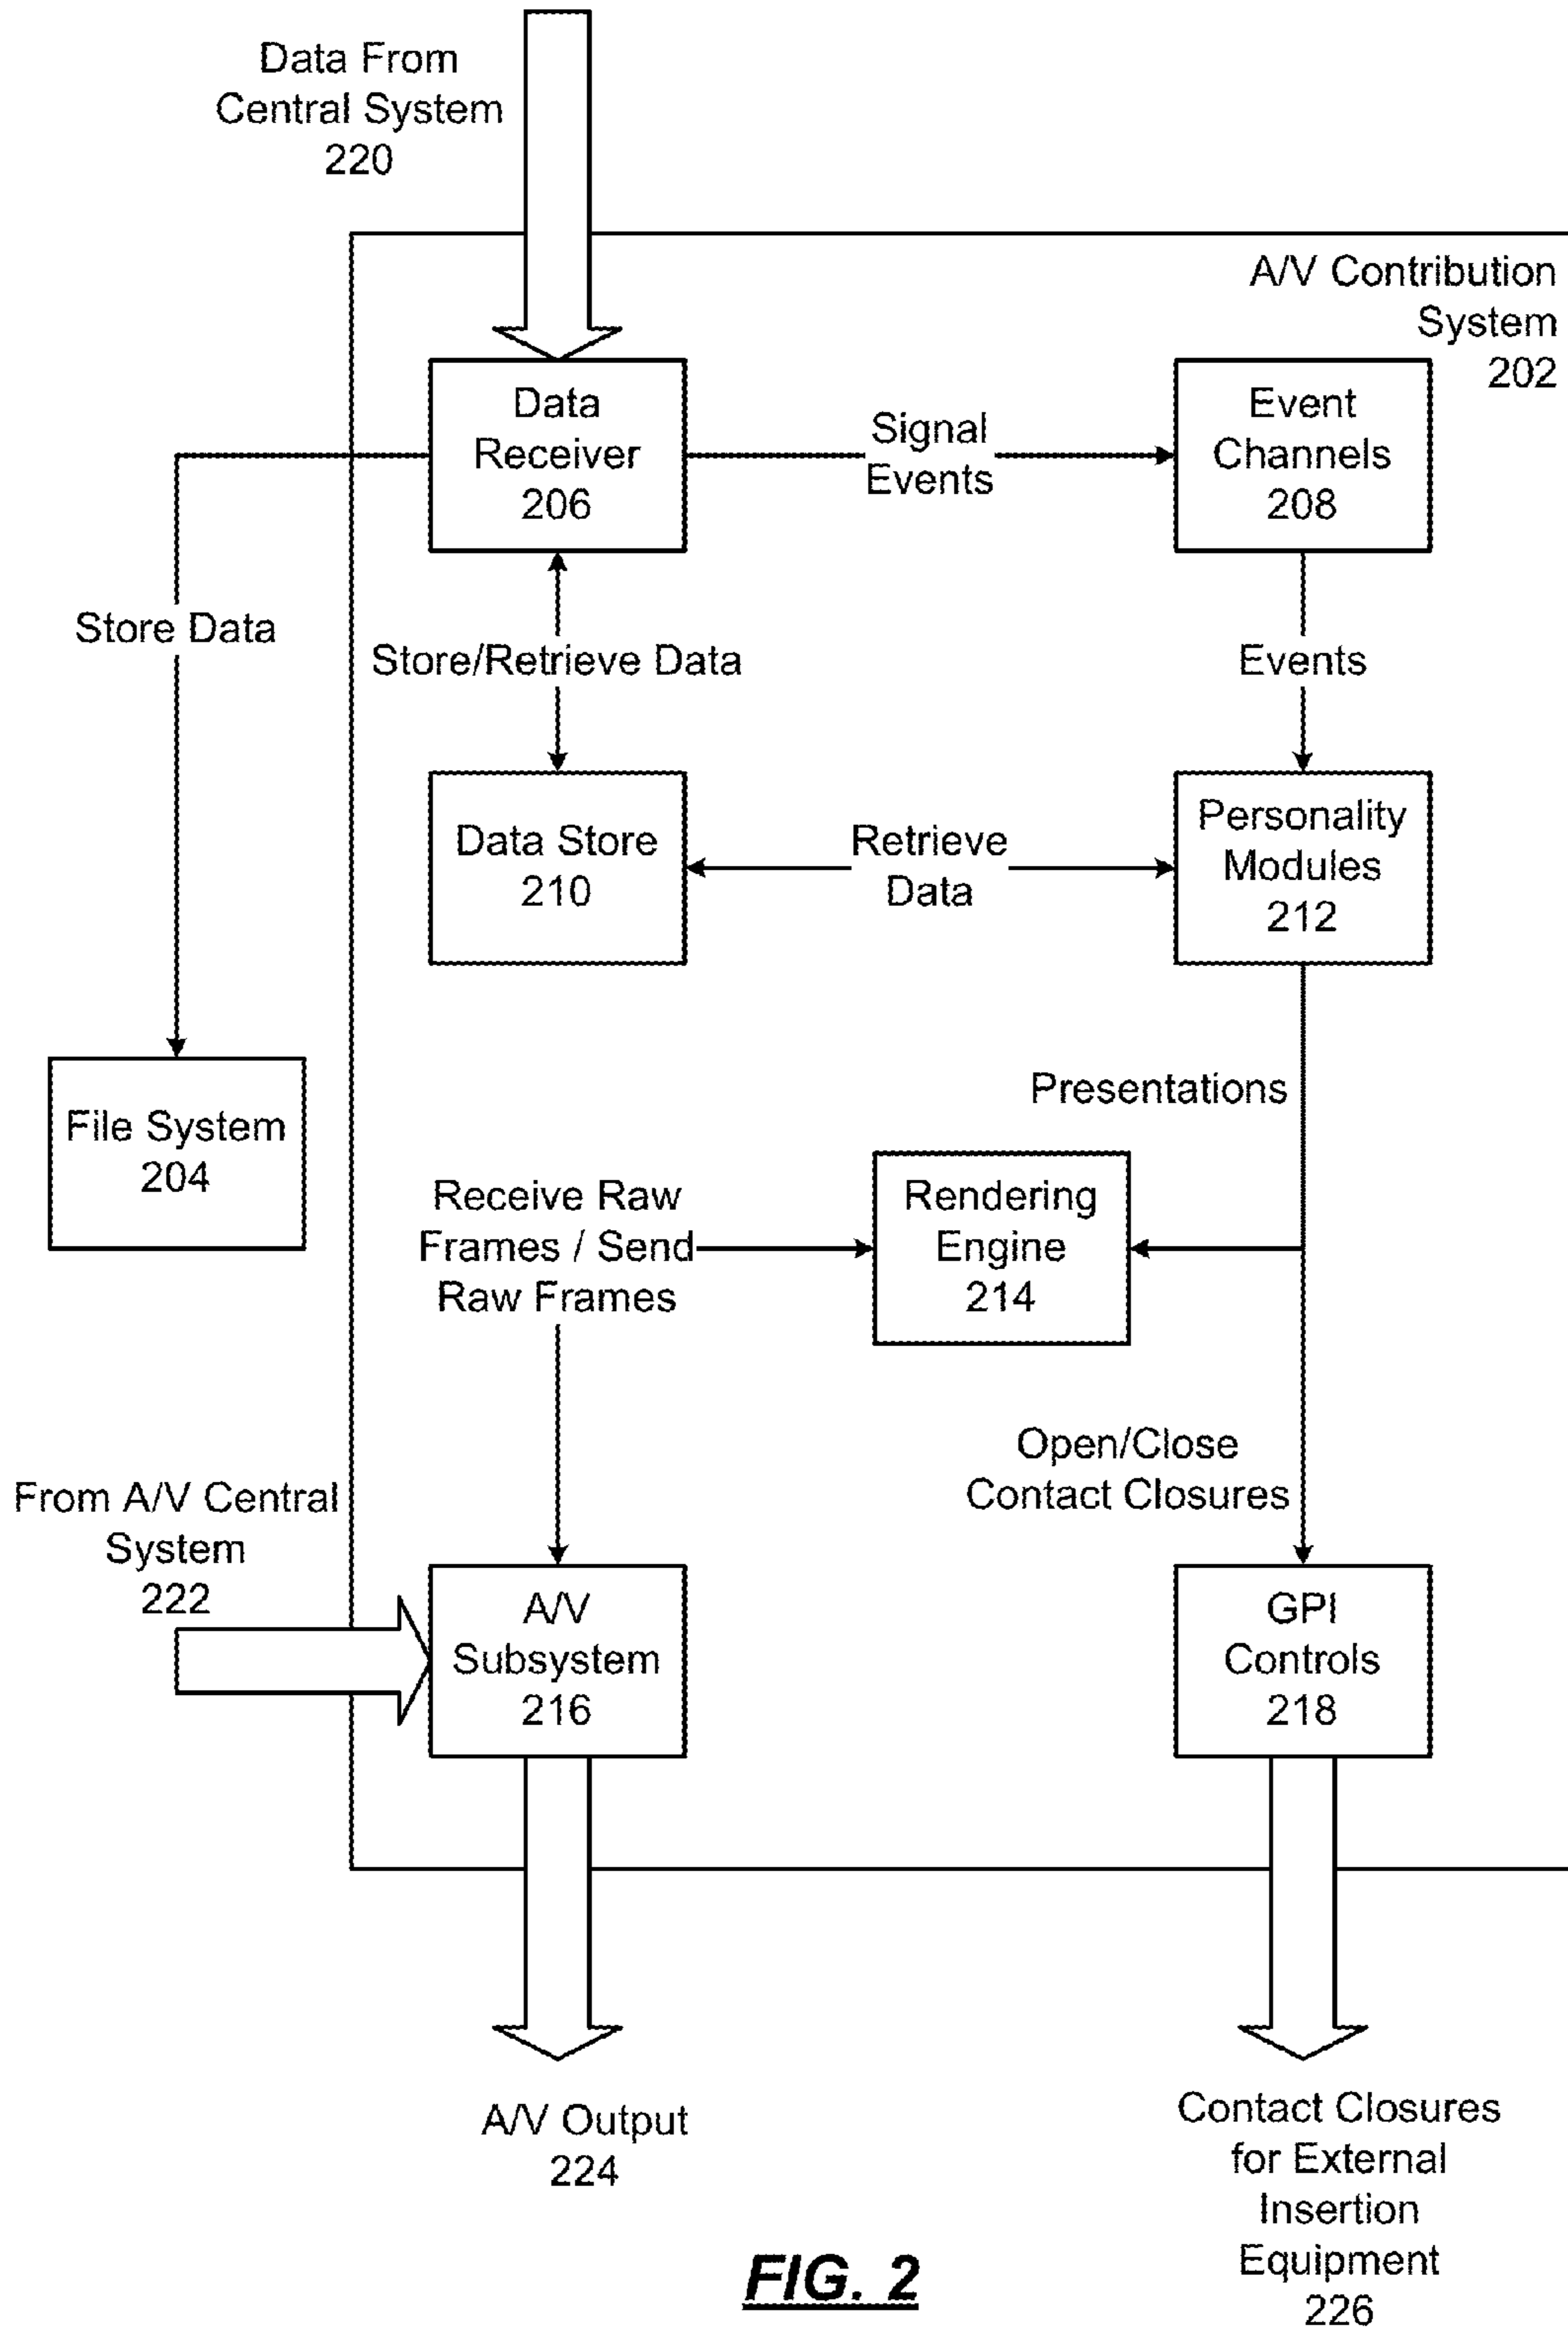 Data From
Central System
220
A/V Contribution
System
202
Data
Receiver
206
Signal
Events
Event
Channels
208
Store Data
Store/Retrieve Data
Events
Data Store
210
Retrieve
Data
Personality
Modules
212
Presentations
File System
204
Receive Raw
Frames / Send
Raw Frames
Rendering
Engine
214
Open/Close
Contact Closures
From A/V Central
System
222
A/V
Subsystem
216
GPI
Controls
218
A/V Output
224
Contact Closures
for External
Insertion
Equipment
226
FIG. 2